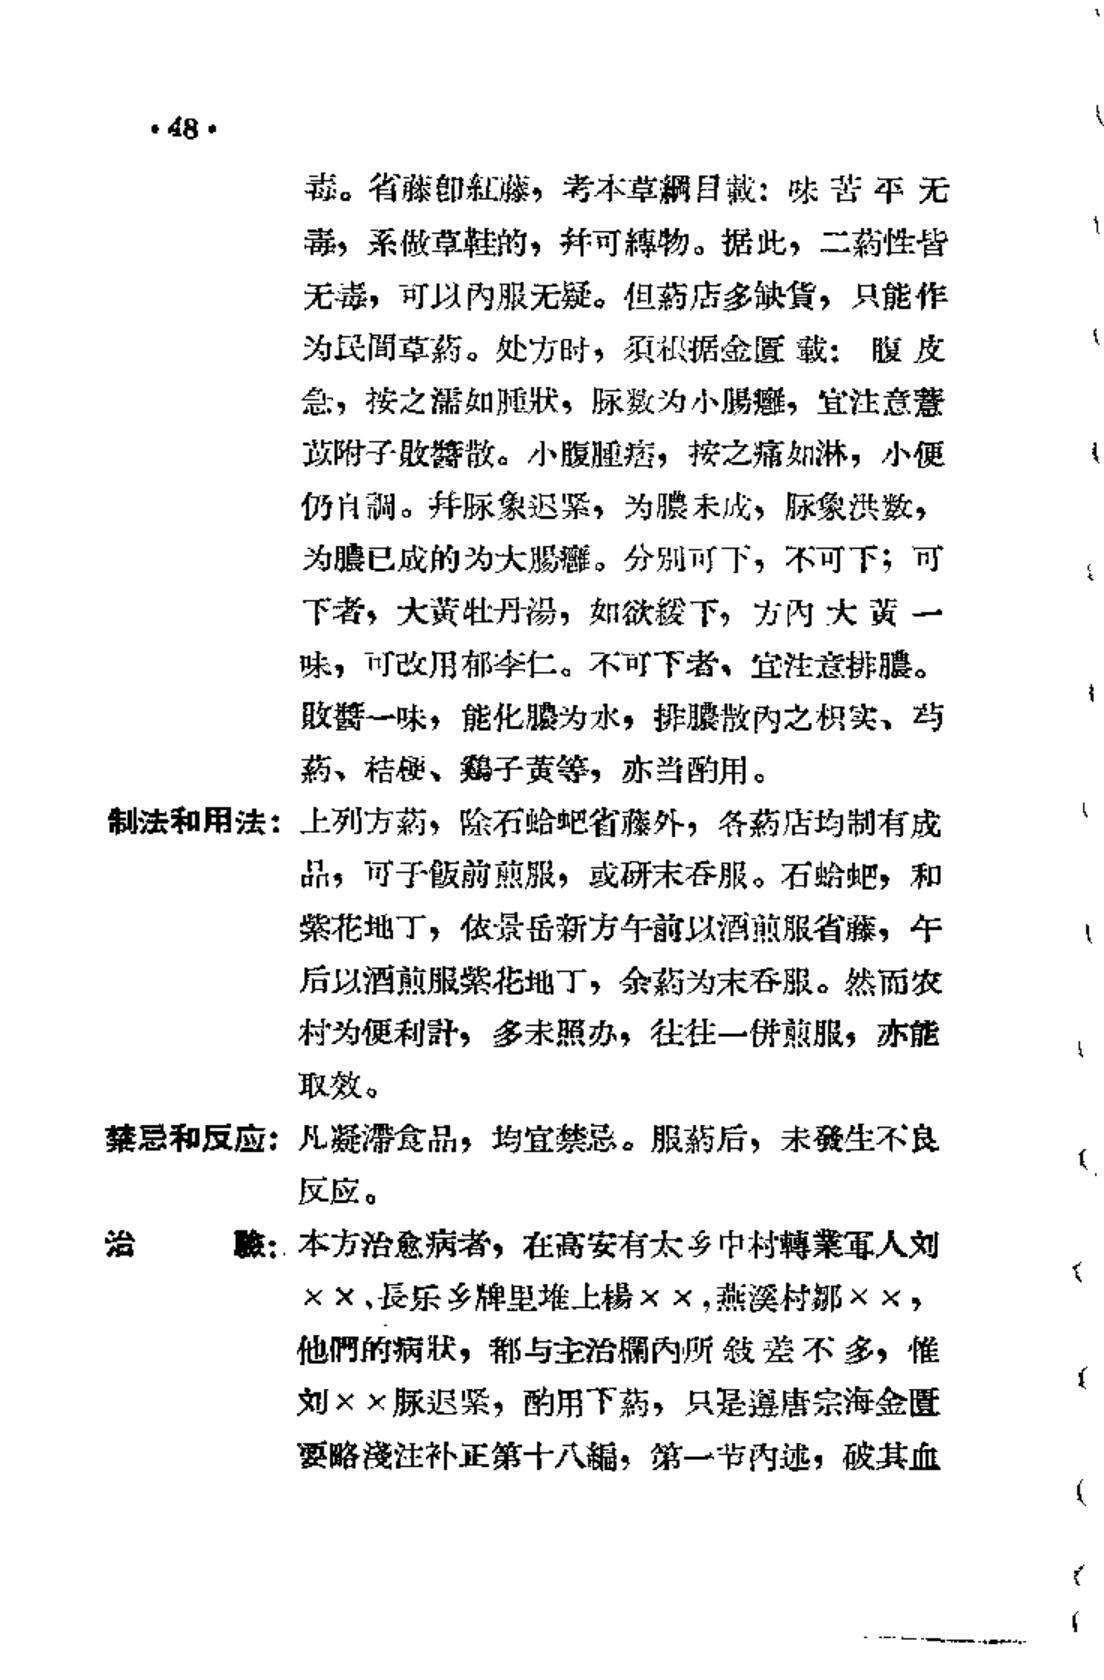 ·48·
毒。省藤卽紅藤，考本草綱目載：味苦平无
毒，系做草鞋的，幷可縛物。据此，二葯性皆
无毒，可以內服无疑。但葯店多缺貨，只能作
为民間草葯。处方时，須根据金匱載：腹皮
急，按之濡如腫狀，脉数为小腸癰，宜注意薏
苡附子敗醬散。小腹腫痞，按之痛如淋，小便
仍自調。幷脉象迟緊，为膿未成，脉象洪数，
为膿已成的为大腸癰。分別可下，不可下；可
下者，大黃牡丹湯，如欲緩下，方內大黃一
味，可改用郁李仁。不可下者、宜注意排膿。
敗醬一味，能化膿为水，排膿散內之枳实、芍
葯、桔梗、鷄子黃等，亦当酌用。
制法和用法：上列方葯，除石蛤蚆省藤外，各葯店均制有成
品，可于飯前煎服，或研末吞服。石蛤蚆，和
紫花地丁，依景岳新方午前以酒煎服省藤，午
后以酒煎服紫花地丁，余葯为末吞服。然而农
村为便利計，多未照办，往往一併煎服，亦能
取效。
禁忌和反应：凡凝滯食品，均宜禁忌。服葯后，未發生不良
反应。
治　　驗：本方治愈病者，在高安有太乡中村轉業軍人刘
××、長乐乡牌里堆上楊××，燕溪村鄒××，
他們的病狀，都与主治欄內所敍差不多，惟
刘××脉迟緊，酌用下葯，只是遵唐宗海金匱
要略淺注补正第十八編，第一节內述，破其血